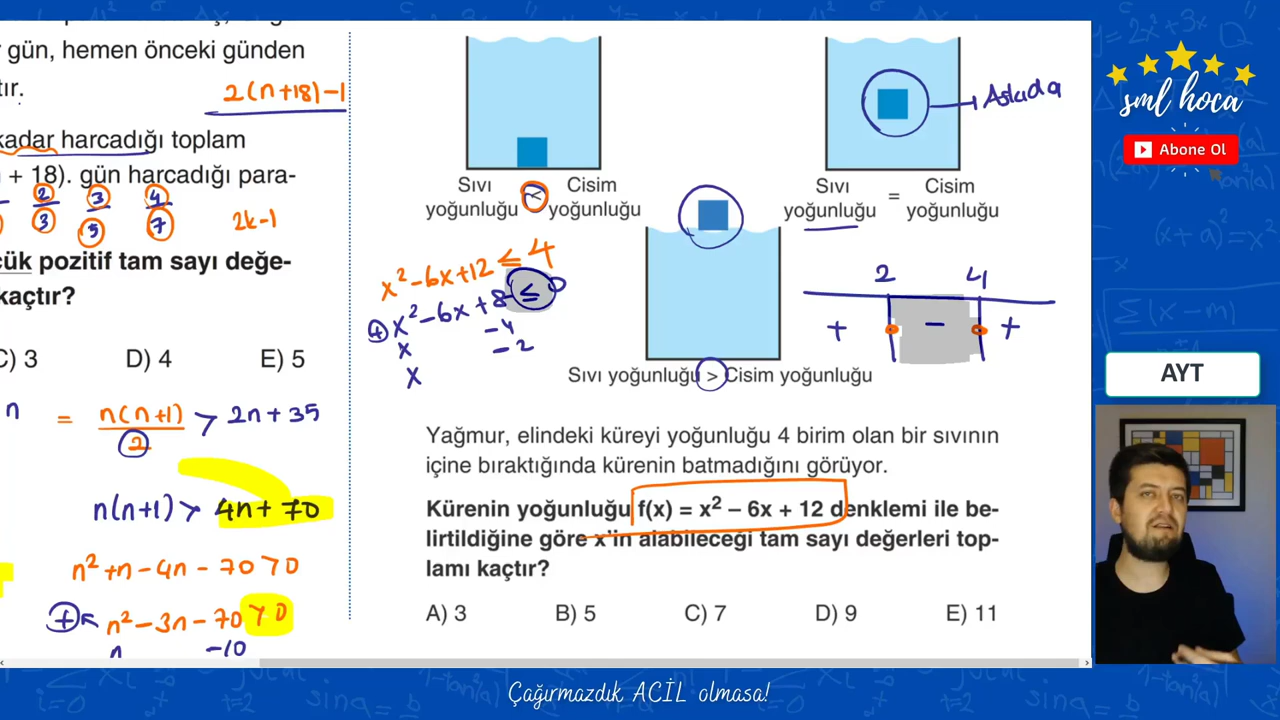 r gün, hemen önceki günden
tır.
2(n+18)-1
kadar harcadığı toplam
n + 18). gün harcadığı para-
2 3 4
3 5 7
2k-1
cük pozitif tam sayı değe-
kaçtır?
C) 3 D) 4 E) 5
n = n(n+1)/2 > 2n+35
n(n+1) > 4n+70
n²+n-4n-70>0
+ n²-3n-70>0
n -10
Askıda
Sıvı yoğunluğu < Cisim yoğunluğu
Sıvı yoğunluğu = Cisim yoğunluğu
x²-6x+12 ≤ 4
+ x²-6x+8 ≤ 0
x -4
x -2
2 4
+ - +
Sıvı yoğunluğu > Cisim yoğunluğu
Yağmur, elindeki küreyi yoğunluğu 4 birim olan bir sıvının
içine bıraktığında kürenin batmadığını görüyor.
Kürenin yoğunluğu f(x) = x² – 6x + 12 denklemi ile be-
lirtildiğine göre x'in alabileceği tam sayı değerleri top-
lamı kaçtır?
A) 3 B) 5 C) 7 D) 9 E) 11
sml hoca
Abone Ol
AYT
Çağırmazdık ACİL olmasa!